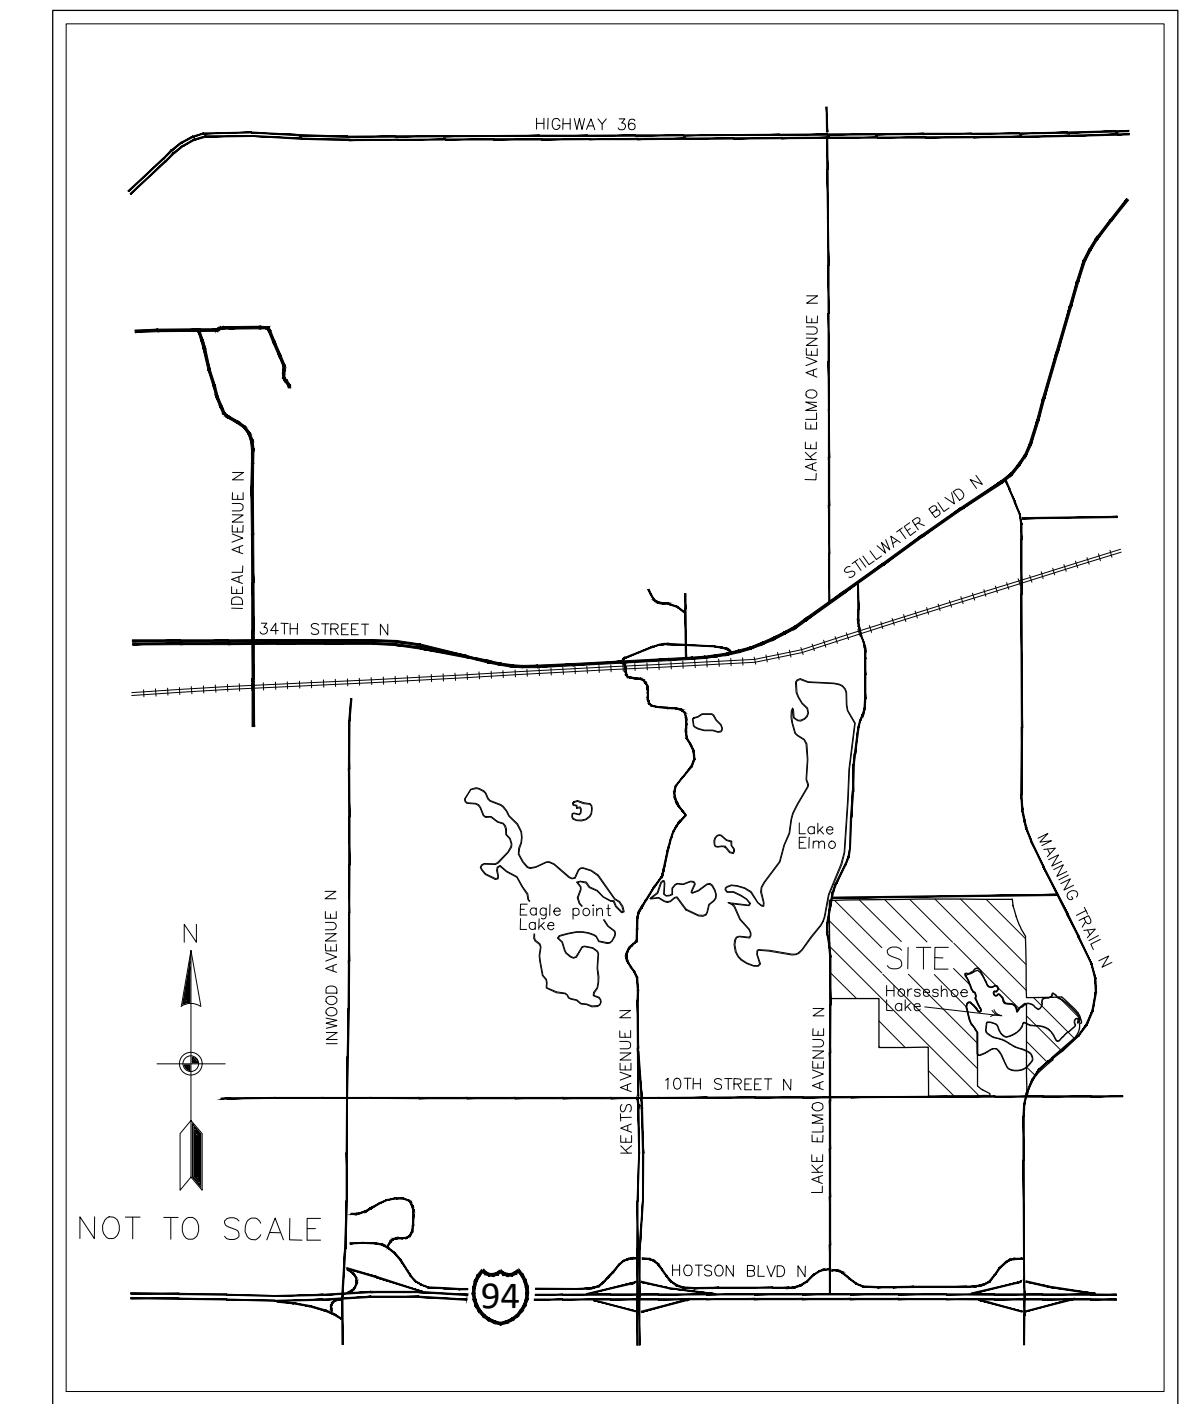 HIGHWAY 36
LAKE ELMO AVENUE N
STILLWATER BLVD N
IDEAL AVENUE N
34TH STREET N
Lake
Elmo
MANNING TRAIL N
Eagle point
Lake
INWOOD AVENUE N
N
SITE
Horseshoe
Lake
KEATS AVENUE N
LAKE ELMO AVENUE N
10TH STREET N
NOT TO SCALE
HOTSON BLVD N
94